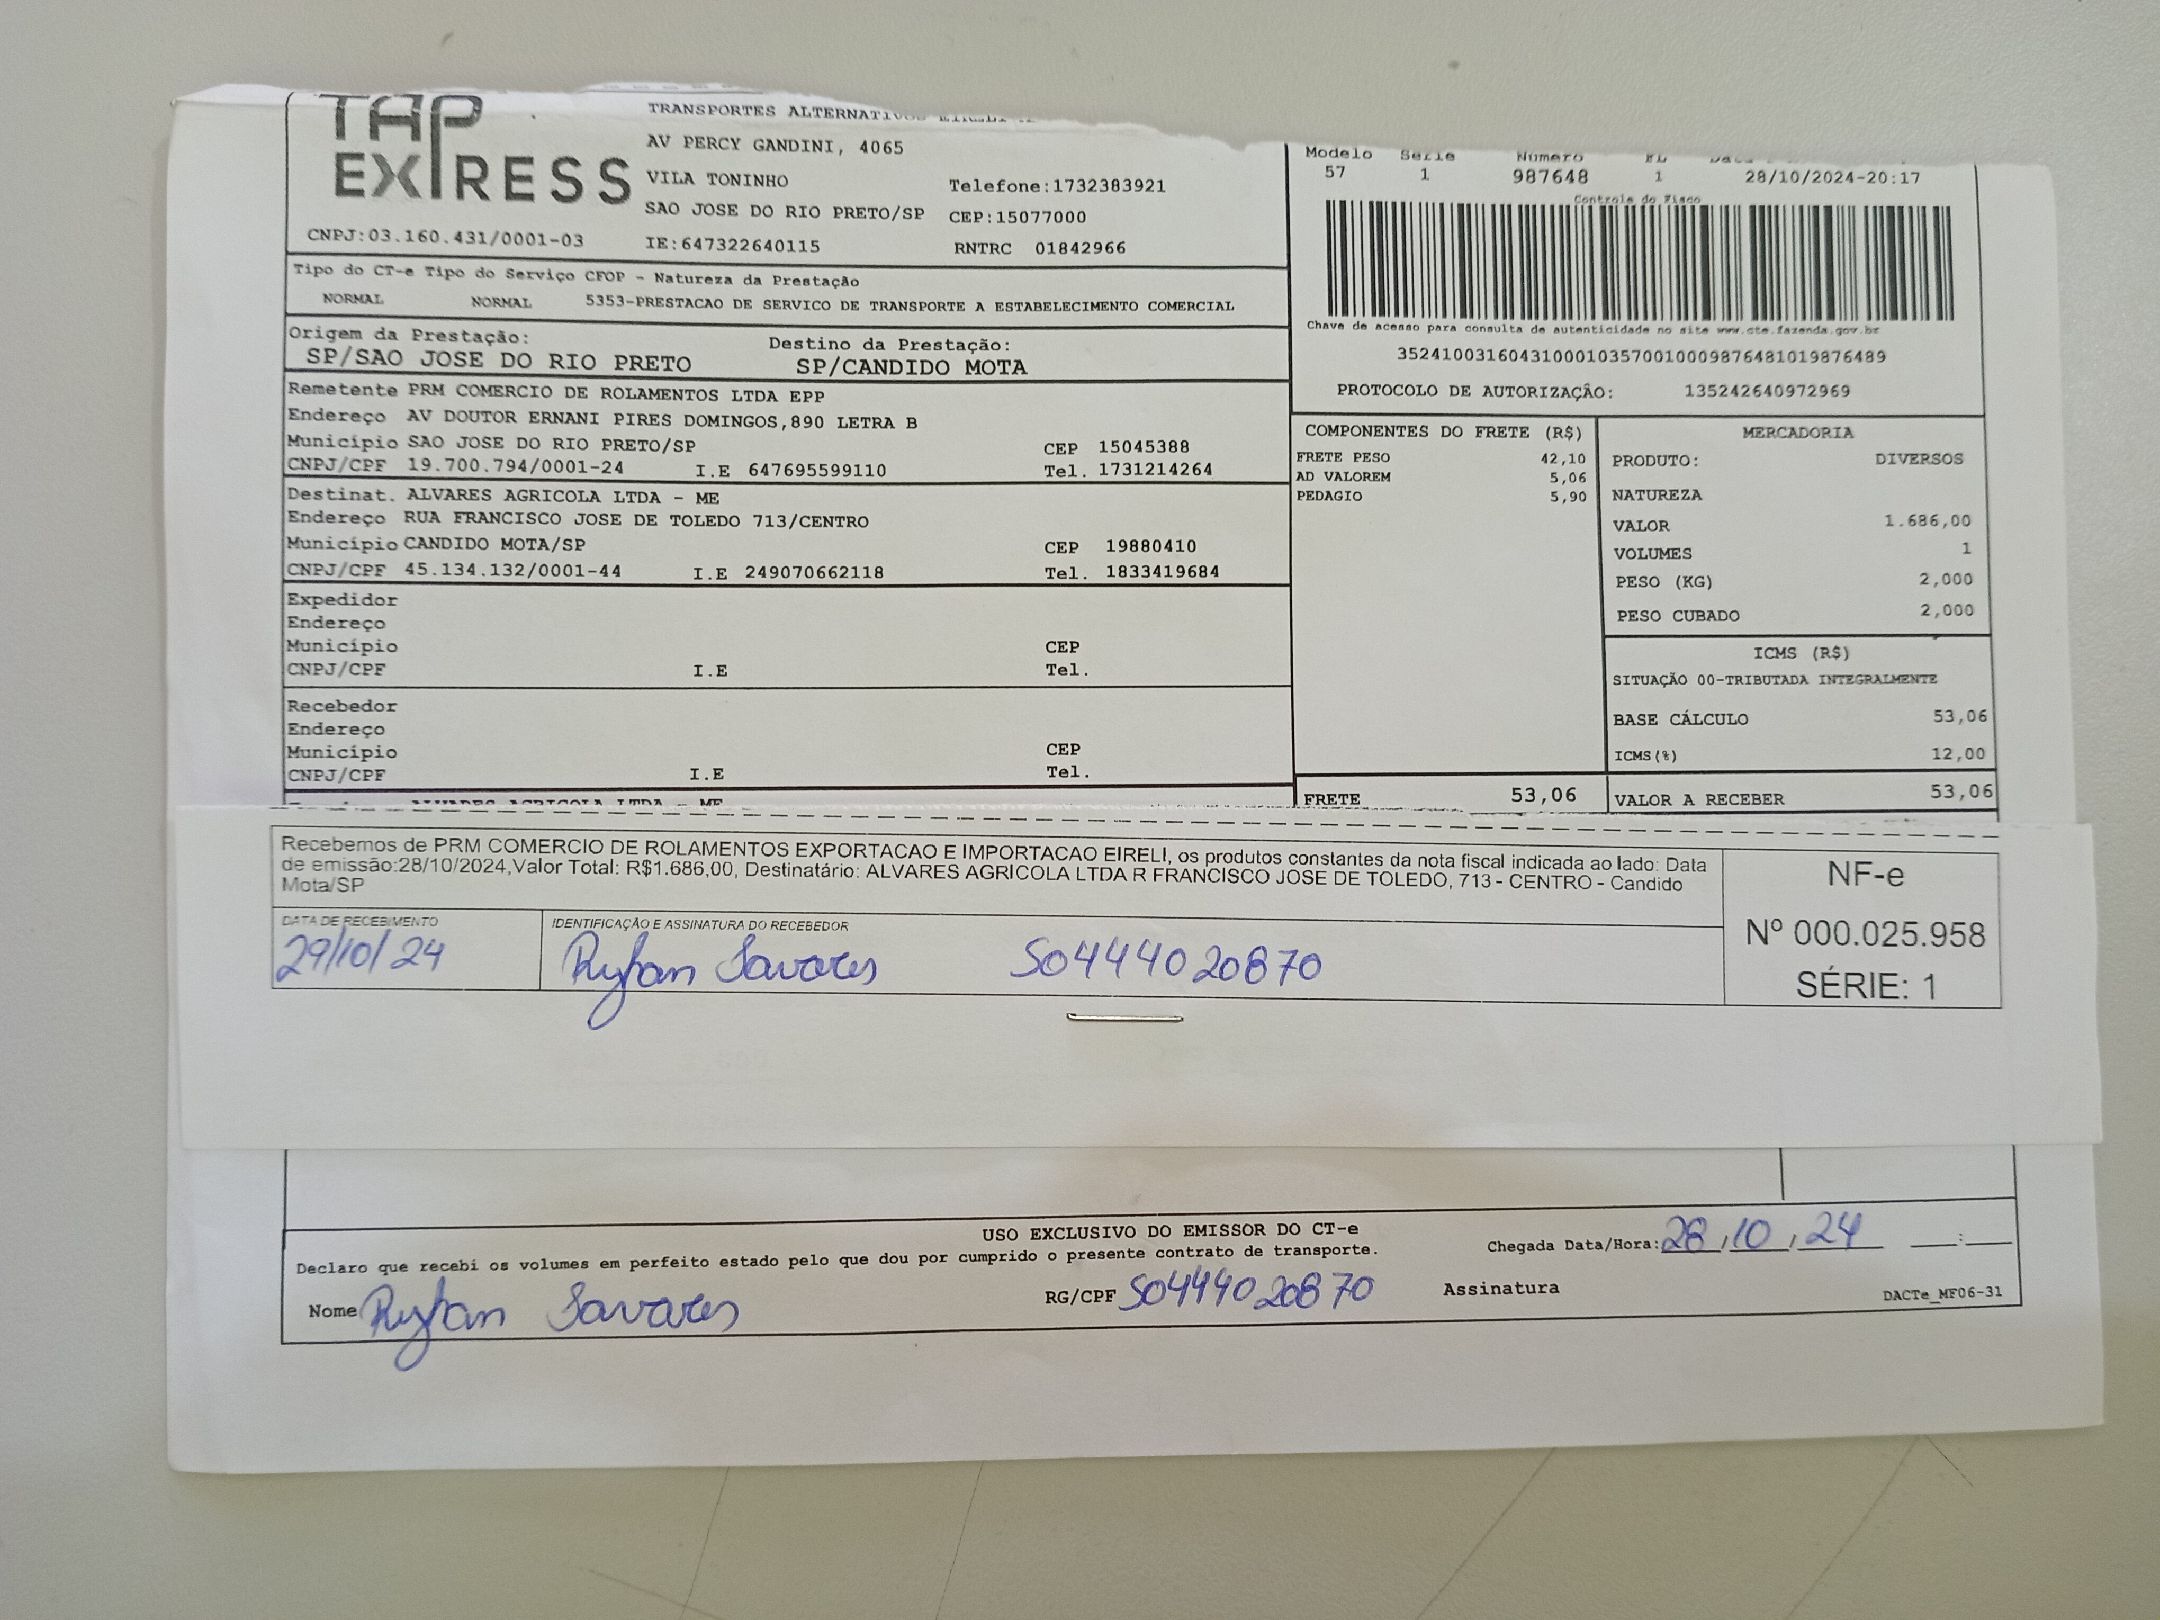 TAP
EXPRESS
CNPJ:03.160.431/0001-03
TRANSPORTES ALTERNATIVOS EIRELI
AV PERCY GANDINI, 4065
VILA TONINHO
Telefone:1732383921
SAO JOSE DO RIO PRETO/SP CEP:15077000
IE:647322640115 RNTRC 01842966
Modelo Serie Numero FL
57 1 987648 1 28/10/2024-20:17
Controle do Fisco
Chave de acesso para consulta de autenticidade no site www.cte.fazenda.gov.br
35241003160431000103570010009876481019876489
PROTOCOLO DE AUTORIZAÇÃO: 135242640972969
Tipo do CT-e Tipo do Serviço CFOP - Natureza da Prestação
NORMAL NORMAL 5353-PRESTACAO DE SERVICO DE TRANSPORTE A ESTABELECIMENTO COMERCIAL
Origem da Prestação: Destino da Prestação:
SP/SAO JOSE DO RIO PRETO SP/CANDIDO MOTA
Remetente PRM COMERCIO DE ROLAMENTOS LTDA EPP
Endereço AV DOUTOR ERNANI PIRES DOMINGOS,890 LETRA B
Município SAO JOSE DO RIO PRETO/SP CEP 15045388
CNPJ/CPF 19.700.794/0001-24 I.E 647695599110 Tel. 1731214264
Destinat. ALVARES AGRICOLA LTDA - ME
Endereço RUA FRANCISCO JOSE DE TOLEDO 713/CENTRO
Município CANDIDO MOTA/SP CEP 19880410
CNPJ/CPF 45.134.132/0001-44 I.E 249070662118 Tel. 1833419684
Expedidor
Endereço
Município CEP
CNPJ/CPF I.E Tel.
Recebedor
Endereço
Município CEP
CNPJ/CPF I.E Tel.
ALVARES AGRICOLA LTDA - ME
COMPONENTES DO FRETE (R$)
FRETE PESO 42,10
AD VALOREM 5,06
PEDAGIO 5,90
FRETE 53,06
MERCADORIA
PRODUTO: DIVERSOS
NATUREZA
VALOR 1.686,00
VOLUMES 1
PESO (KG) 2,000
PESO CUBADO 2,000
ICMS (R$)
SITUAÇÃO 00-TRIBUTADA INTEGRALMENTE
BASE CÁLCULO 53,06
ICMS(%) 12,00
VALOR A RECEBER 53,06
Recebemos de PRM COMERCIO DE ROLAMENTOS EXPORTACAO E IMPORTACAO EIRELI, os produtos constantes da nota fiscal indicada ao lado: Data
de emissão:28/10/2024,Valor Total: R$1.686,00, Destinatário: ALVARES AGRICOLA LTDA R FRANCISCO JOSE DE TOLEDO, 713 - CENTRO - Candido
Mota/SP
DATA DE RECEBIMENTO
29/10/24
IDENTIFICAÇÃO E ASSINATURA DO RECEBEDOR
Ryhan Savares 50444020870
NF-e
Nº 000.025.958
SÉRIE: 1
USO EXCLUSIVO DO EMISSOR DO CT-e
Declaro que recebi os volumes em perfeito estado pelo que dou por cumprido o presente contrato de transporte.
Chegada Data/Hora: 28,10,24 __:__
Nome Ryhan Savares RG/CPF 50444020870 Assinatura
DACTe_MF06-31